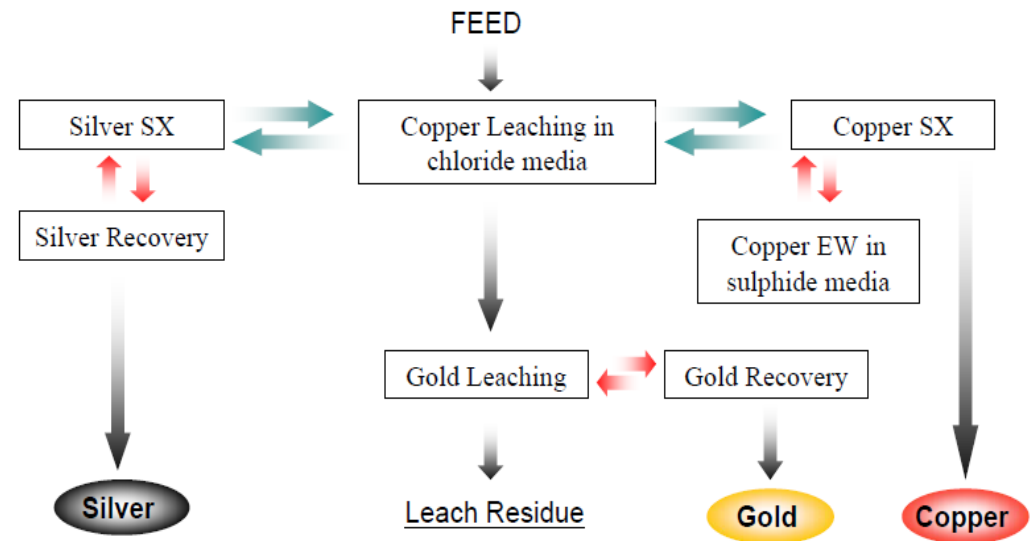 FEED
Silver SX
Copper Leaching in
chloride media
Copper SX
Silver Recovery
Copper EW in
sulphide media
Gold Leaching
Gold Recovery
Silver
Leach Residue
Gold
Copper